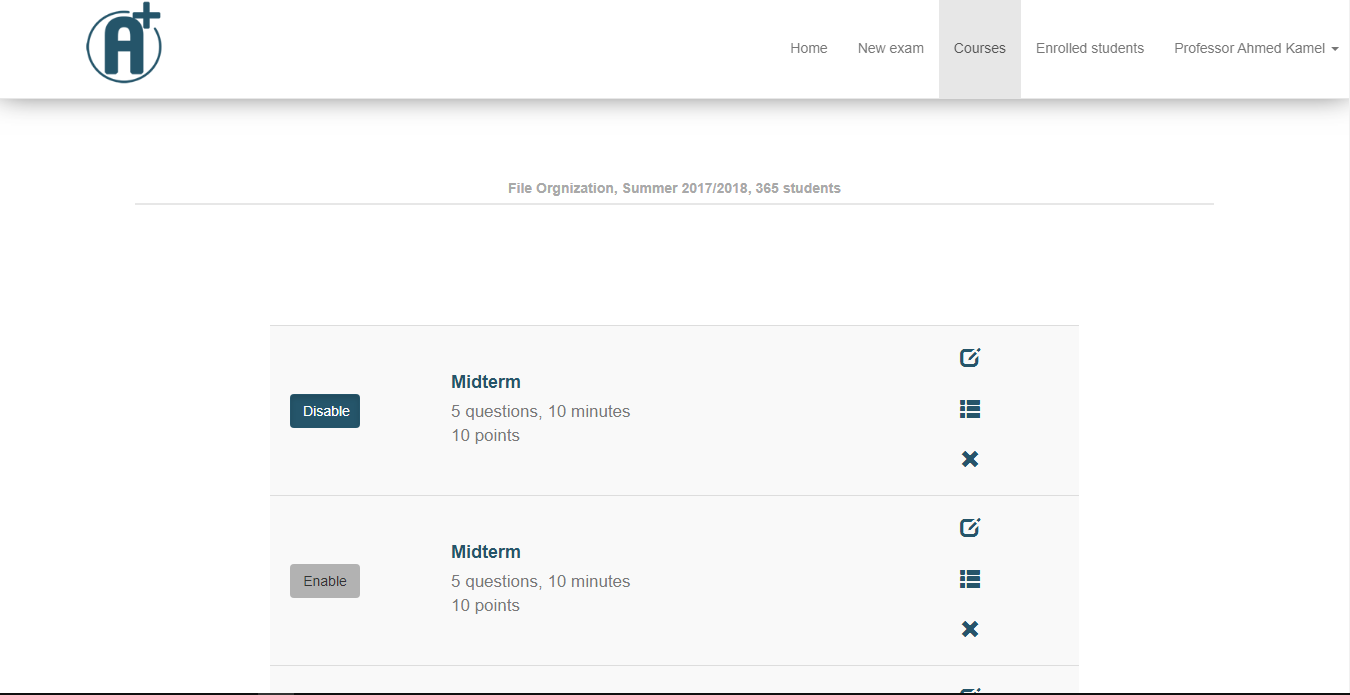 A+
Home New exam Courses Enrolled students Professor Ahmed Kamel
File Orgnization, Summer 2017/2018, 365 students
Midterm
Disable 5 questions, 10 minutes
10 points
Midterm
Enable 5 questions, 10 minutes
10 points